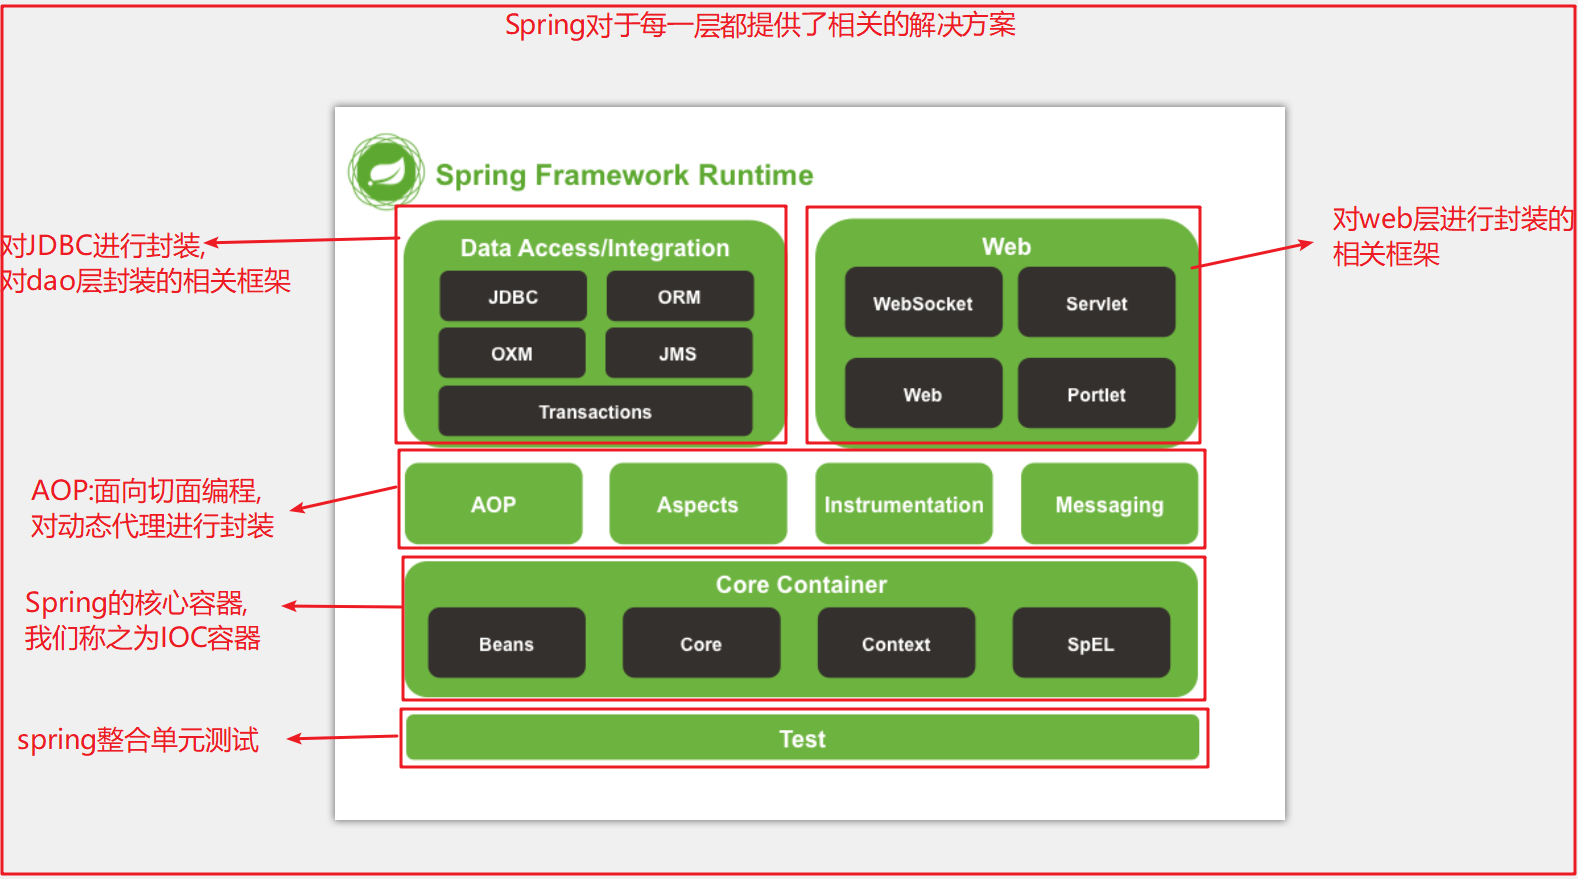 Spring对于每一层都提供了相关的解决方案
Spring Framework Runtime
对JDBC进行封装,
对dao层封装的相关框架
Data Access/Integration
JDBC
ORM
OXM
JMS
Transactions
Web
WebSocket
Servlet
Web
Portlet
对web层进行封装的
相关框架
AOP:面向切面编程,
对动态代理进行封装
AOP
Aspects
Instrumentation
Messaging
Spring的核心容器,
我们称之为IOC容器
Core Container
Beans
Core
Context
SpEL
spring整合单元测试
Test